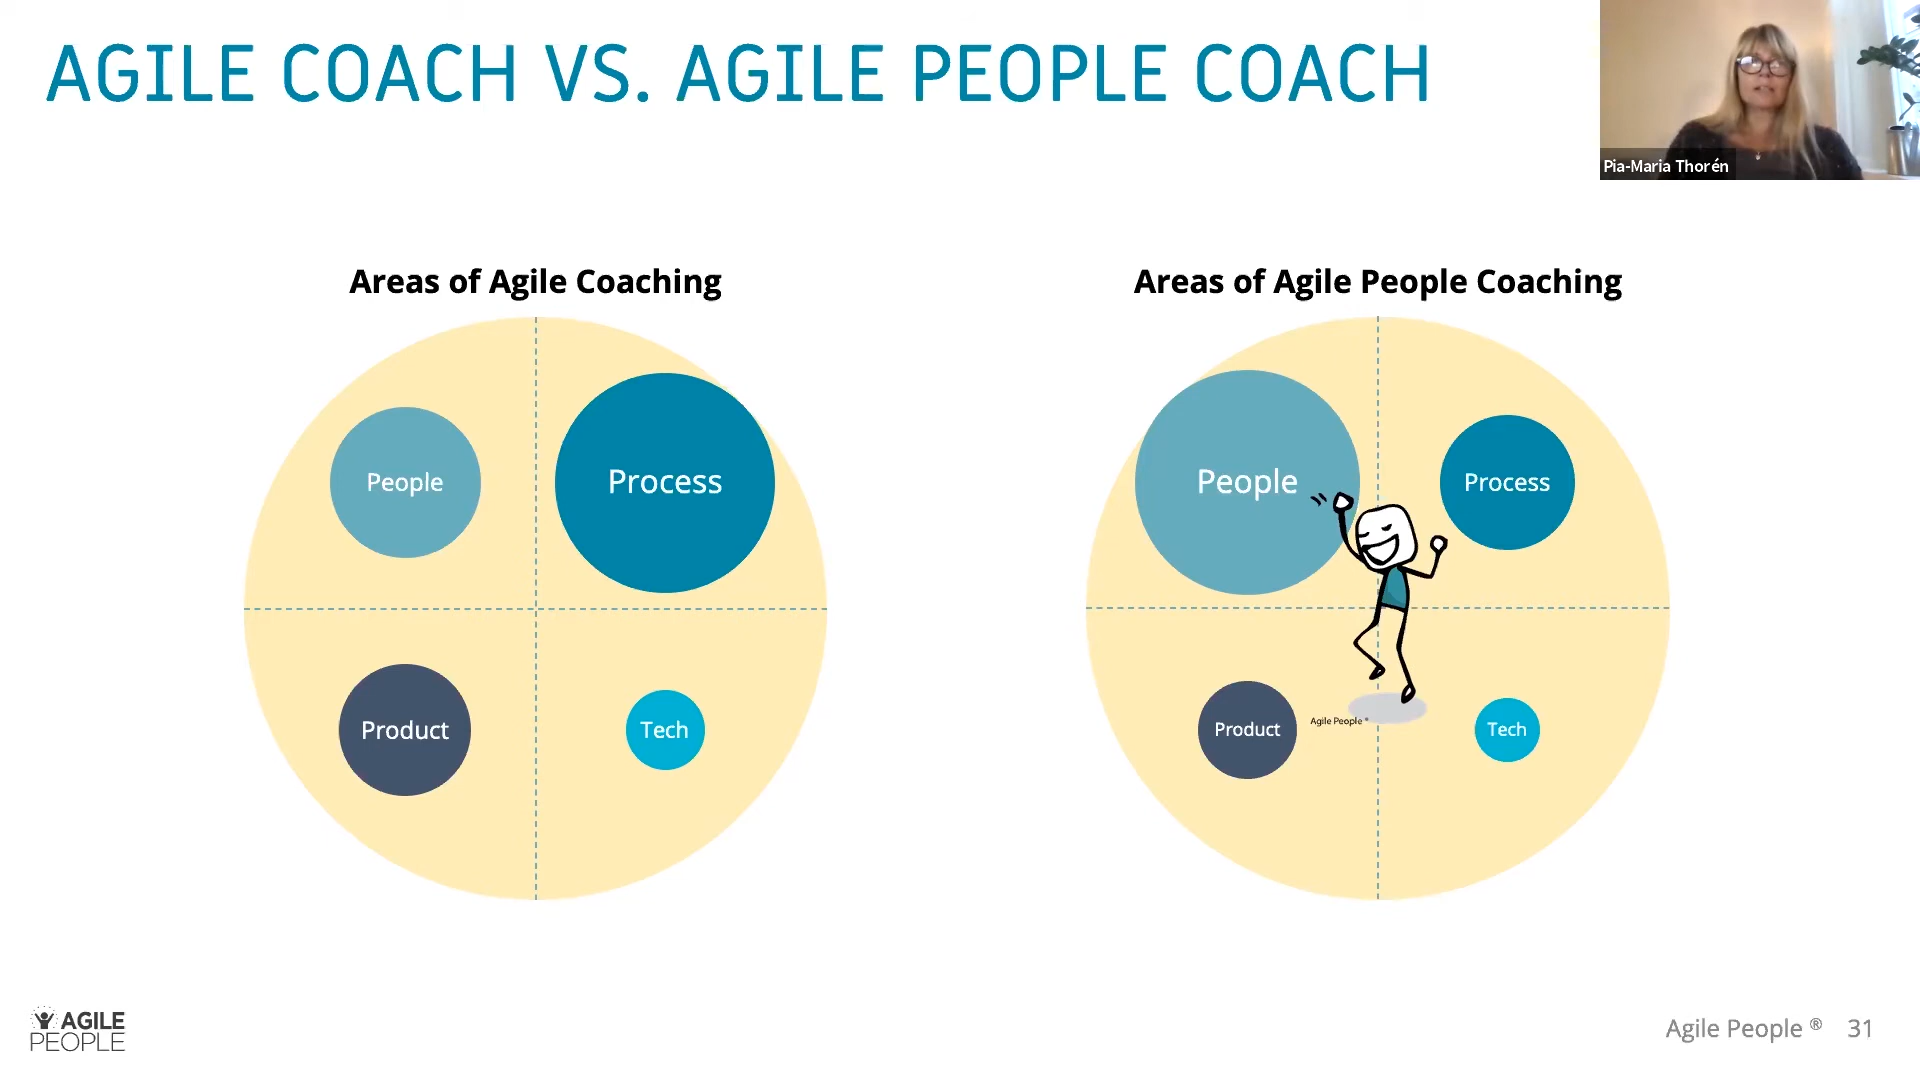 AGILE COACH VS. AGILE PEOPLE COACH
Pia-Maria Thorén
Areas of Agile Coaching
People
Process
Product
Tech
Areas of Agile People Coaching
People
Process
Product
Agile People ®
Tech
AGILE
PEOPLE
Agile People ® 31